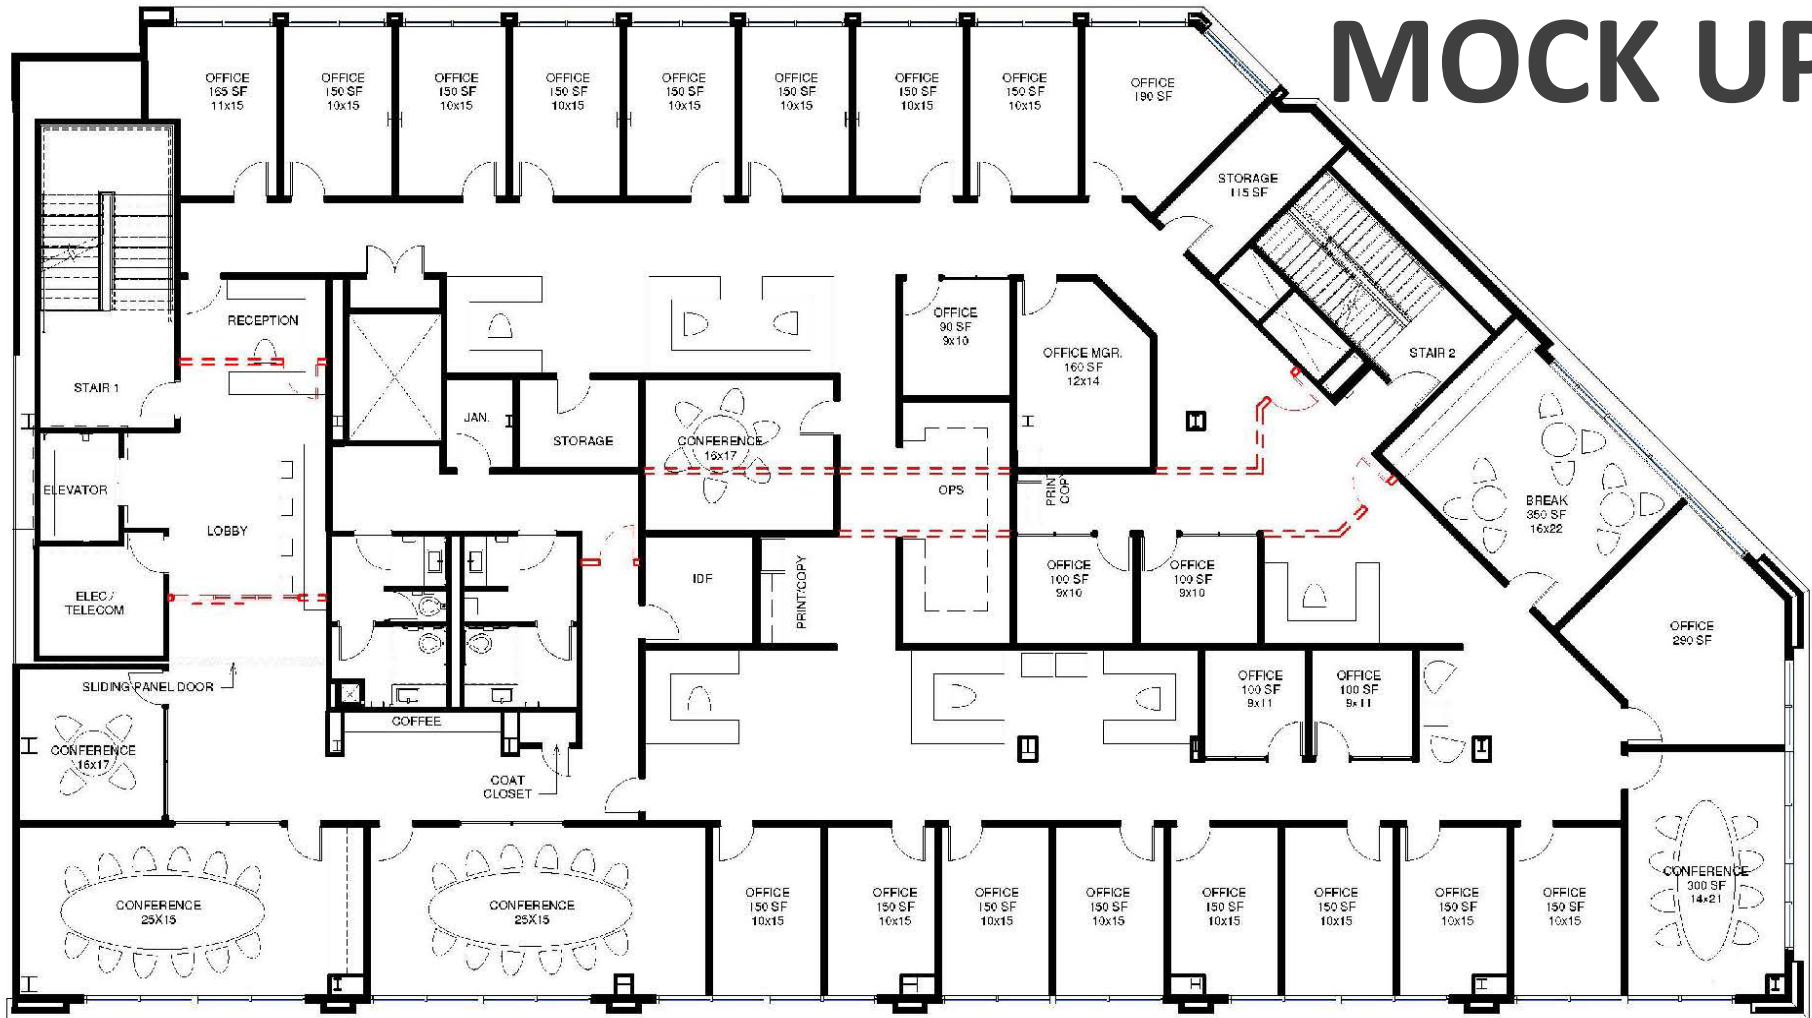 MOCK UP
OFFICE
165 SF
11x15
OFFICE
150 SF
10x15
OFFICE
150 SF
10x15
OFFICE
150 SF
10x15
OFFICE
150 SF
10x15
OFFICE
150 SF
10x15
OFFICE
150 SF
10x15
OFFICE
150 SF
10x15
OFFICE
190 SF
STORAGE
115 SF
RECEPTION
OFFICE
90 SF
9x10
OFFICE MGR.
160 SF
12x14
STAIR 2
STAIR 1
JAN.
STORAGE
CONFERENCE
16x17
ELEVATOR
OPS
PRINT
COPY
BREAK
350 SF
16x22
LOBBY
ELEC/
TELECOM
IDF
PRINT/COPY
OFFICE
100 SF
9x10
OFFICE
100 SF
9x10
OFFICE
290 SF
SLIDING PANEL DOOR
COFFEE
OFFICE
100 SF
9x11
OFFICE
100 SF
9x11
CONFERENCE
16x17
COAT
CLOSET
CONFERENCE
25X15
CONFERENCE
25X15
OFFICE
150 SF
10x15
OFFICE
150 SF
10x15
OFFICE
150 SF
10x15
OFFICE
150 SF
10x15
OFFICE
150 SF
10x15
OFFICE
150 SF
10x15
OFFICE
150 SF
10x15
OFFICE
150 SF
10x15
CONFERENCE
300 SF
14x21